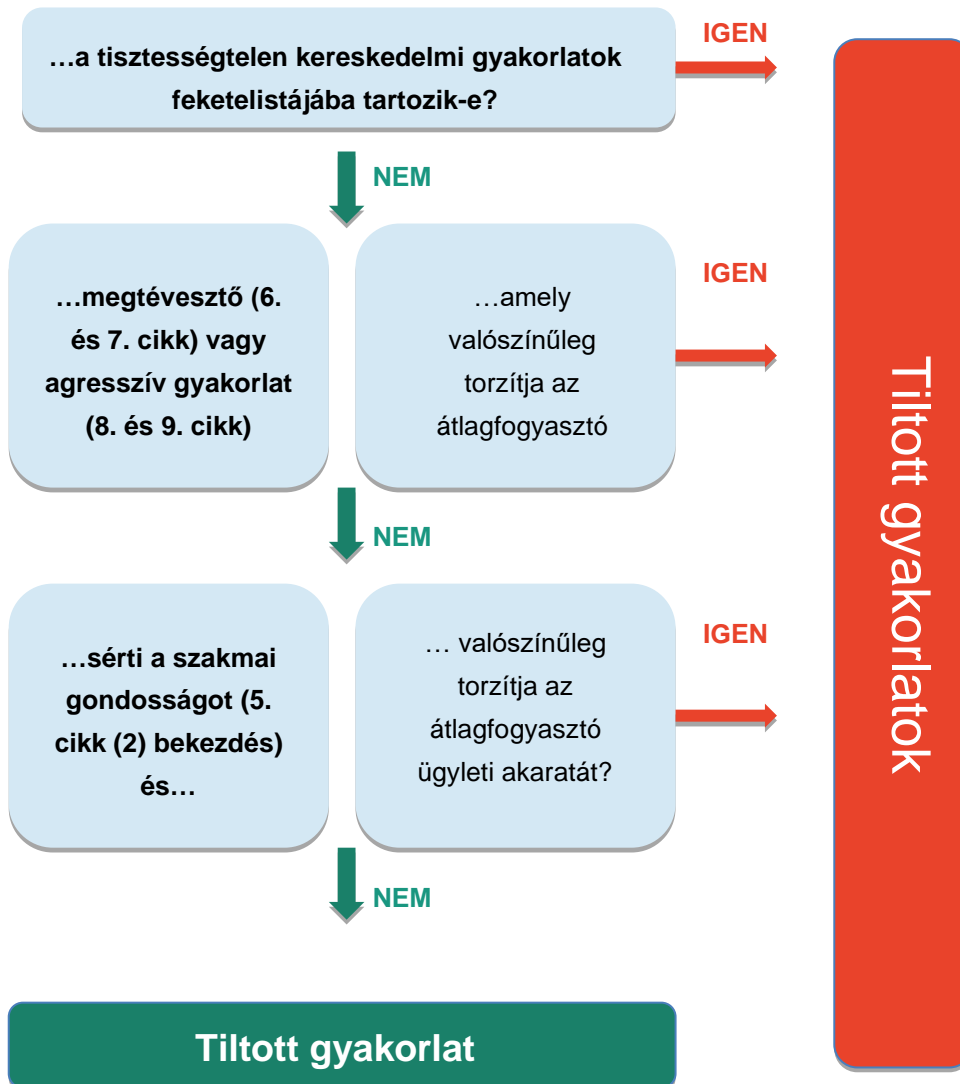 …a tisztességtelen kereskedelmi gyakorlatok
feketelistájába tartozik-e?
IGEN
NEM
…megtévesztő (6.
és 7. cikk) vagy
agresszív gyakorlat
(8. és 9. cikk)
…amely
valószínűleg
torzítja az
átlagfogyasztó
IGEN
NEM
…sérti a szakmai
gondosságot (5.
cikk (2) bekezdés)
és…
… valószínűleg
torzítja az
átlagfogyasztó
ügyleti akaratát?
IGEN
NEM
Tiltott gyakorlat
Tiltott gyakorlatok